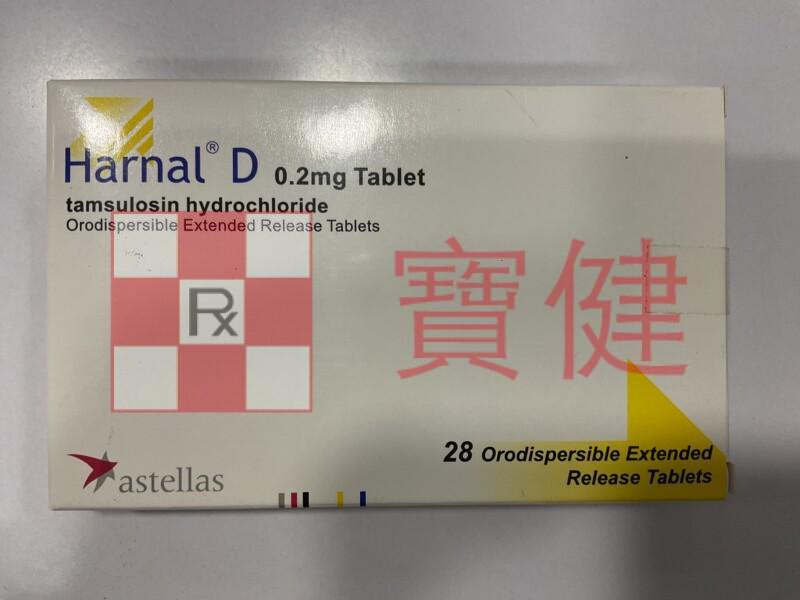 Harnal® D 0.2mg Tablet
tamsulosin hydrochloride
Orodispersible Extended Release Tablets
Rx
寶健
28 Orodispersible Extended
Release Tablets
astellas